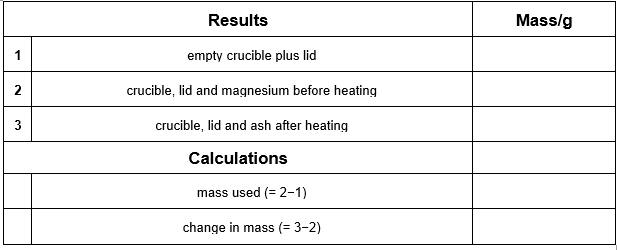 Results Mass/g
1 empty crucible plus lid
2 crucible, lid and magnesium before heating
3 crucible, lid and ash after heating
Calculations
mass used (= 2−1)
change in mass (= 3−2)